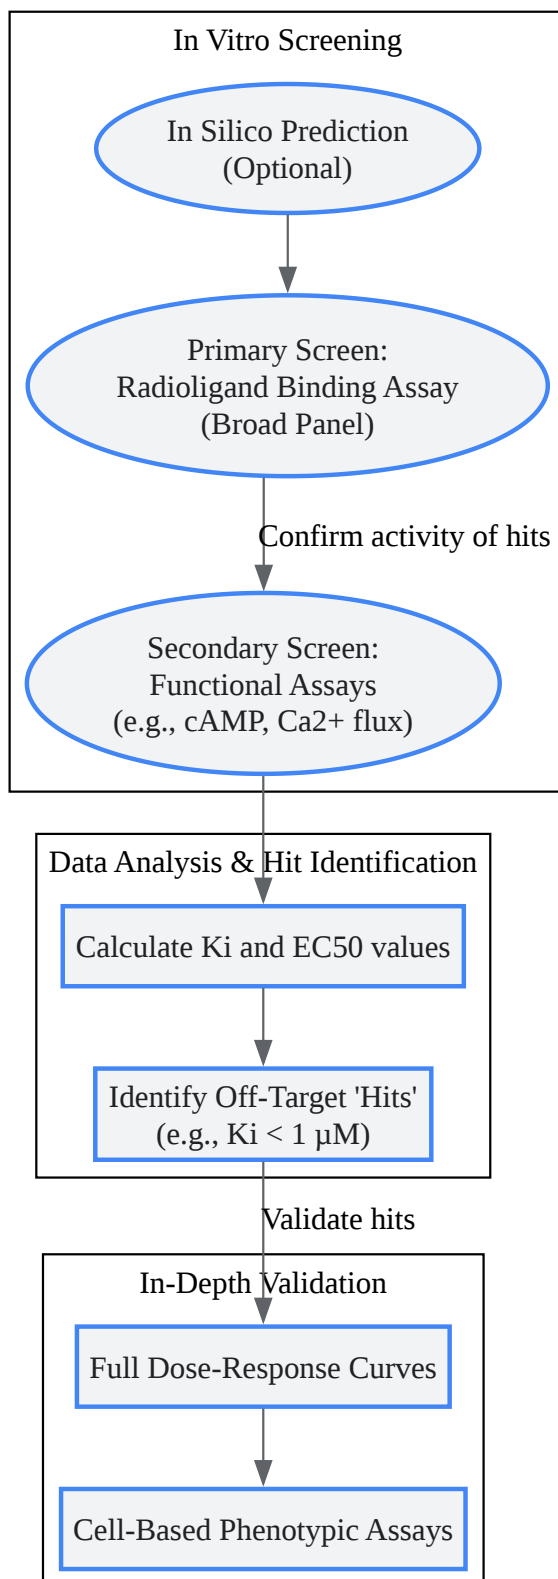 In Vitro Screening
In Silico Prediction
(Optional)
Primary Screen:
Radioligand Binding Assay
(Broad Panel)
Confirm activity of hits
Secondary Screen:
Functional Assays
(e.g., cAMP, Ca2+ flux)
Data Analysis & Hit Identification
Calculate Ki and EC50 values
Identify Off-Target 'Hits'
(e.g., Ki < 1 μM)
Validate hits
In-Depth Validation
Full Dose-Response Curves
Cell-Based Phenotypic Assays